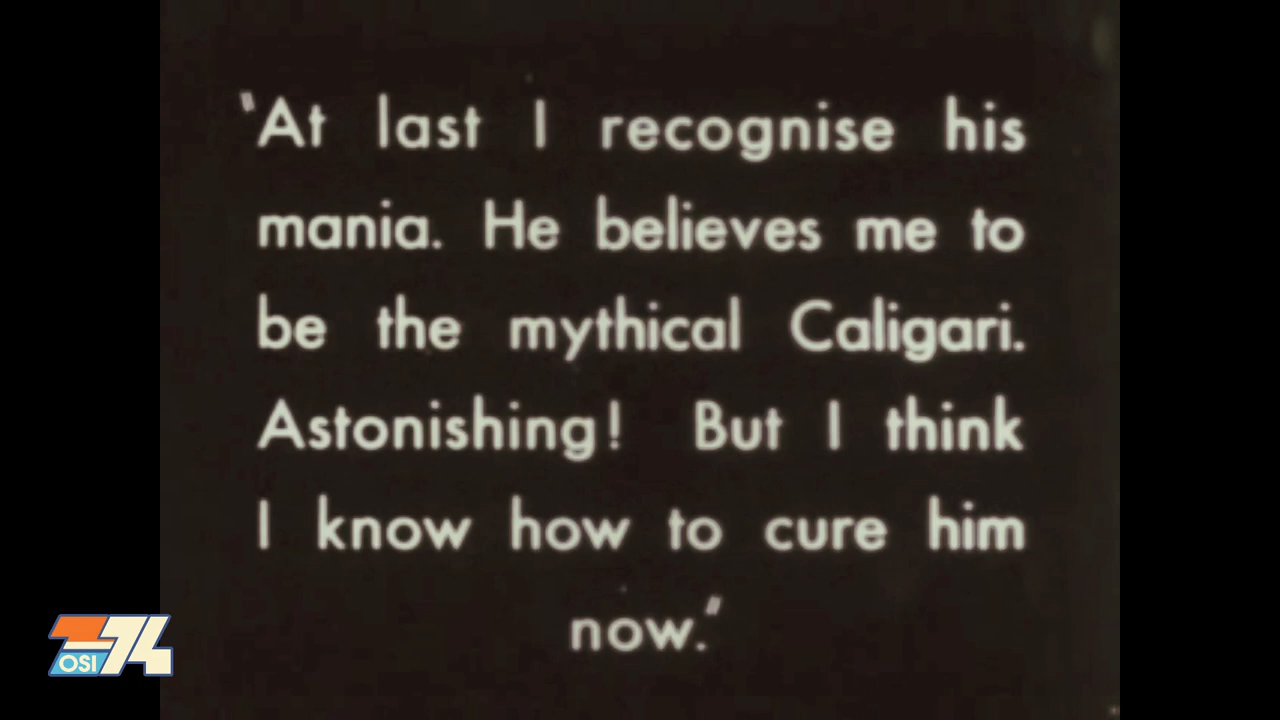 'At last I recognise his
mania. He believes me to
be the mythical Caligari.
Astonishing! But I think
I know how to cure him
now.'
OSI 74